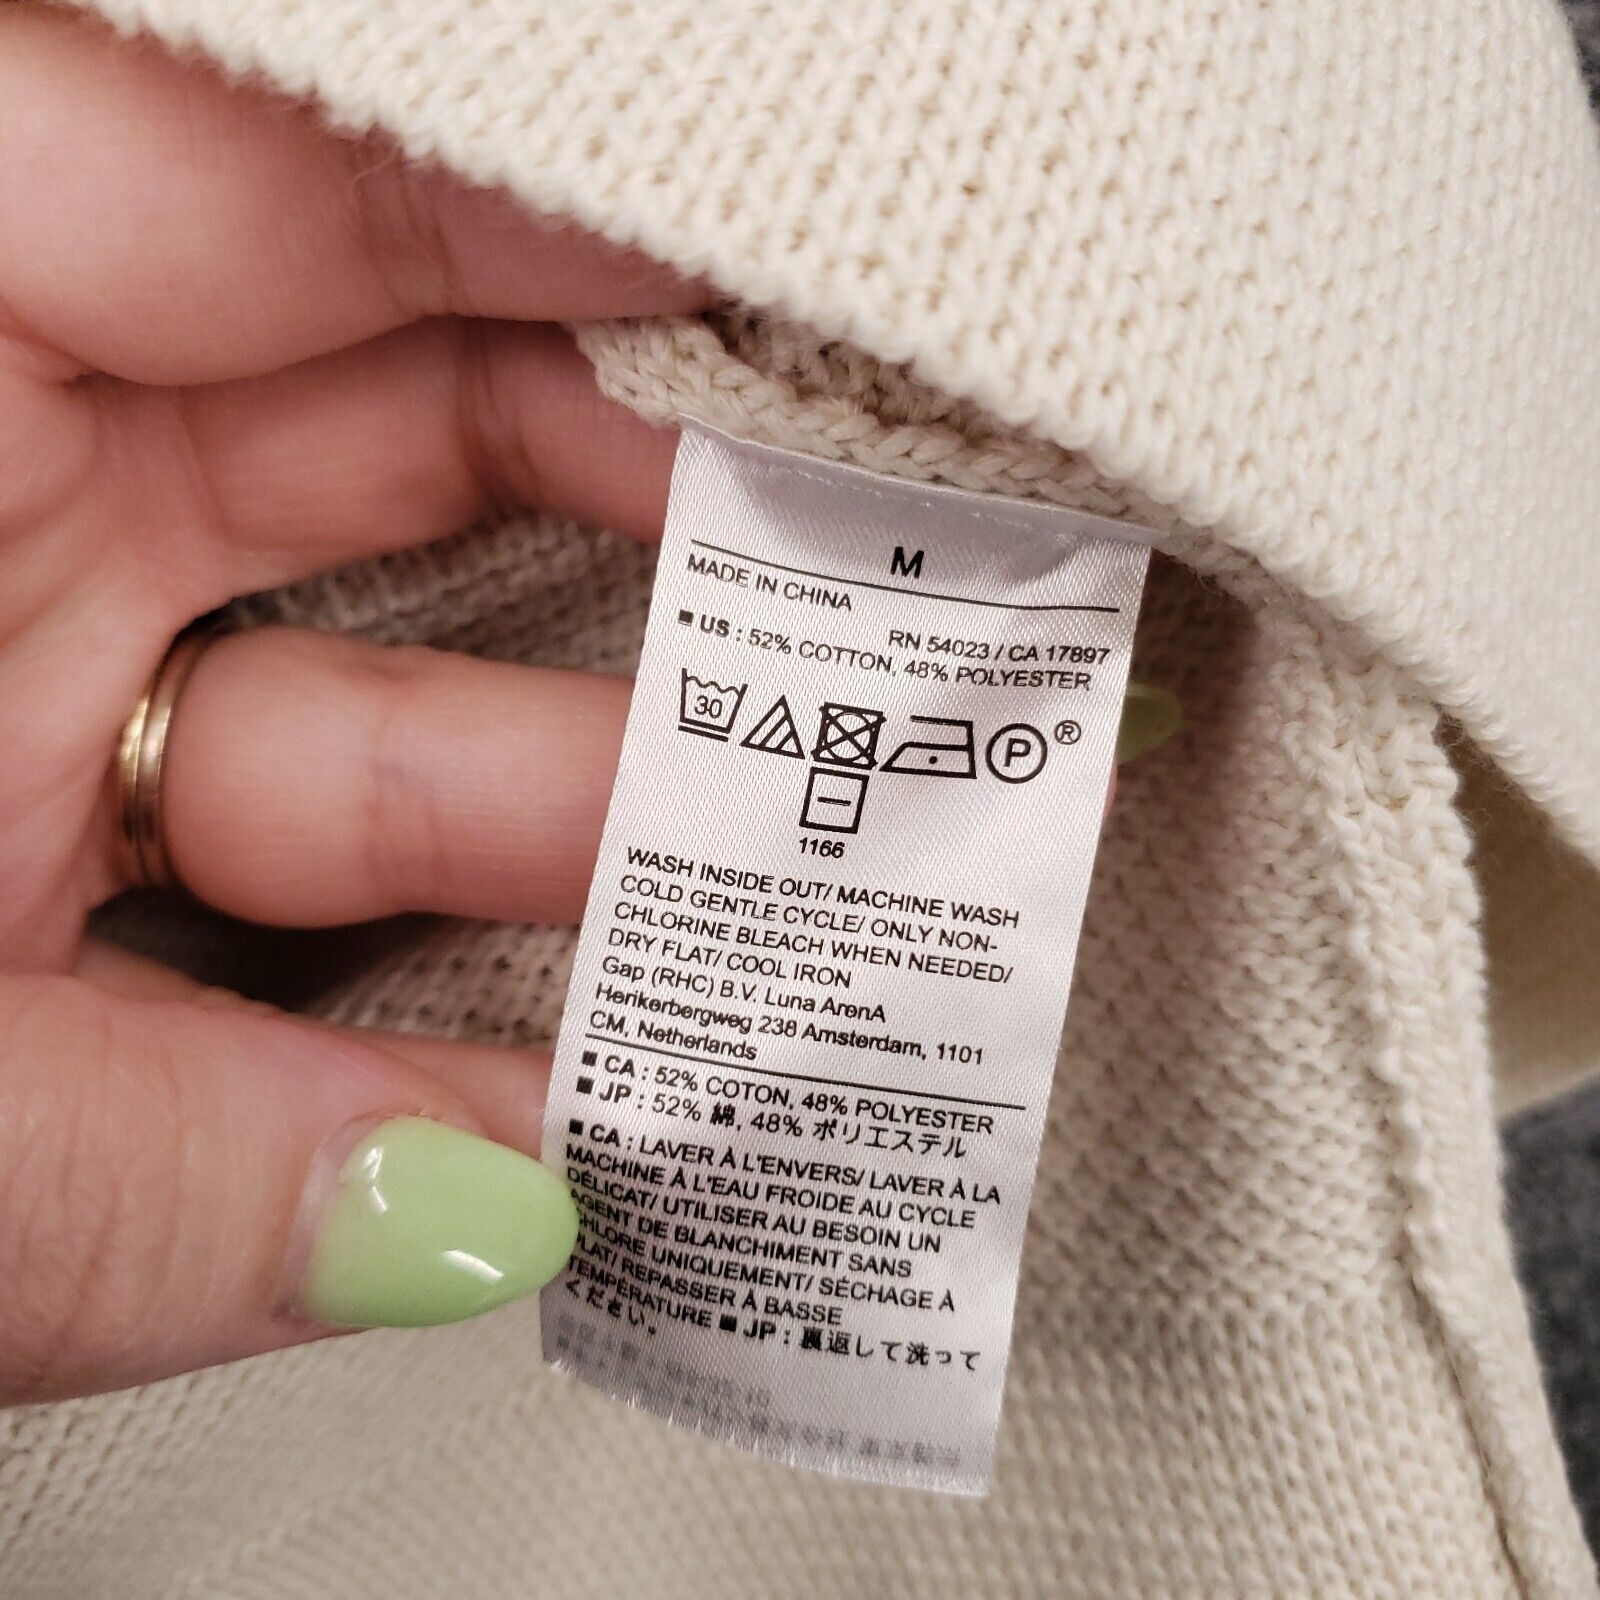 M
MADE IN CHINA
RN 54023 / CA 17897
■ US : 52% COTTON, 48% POLYESTER
30
P ®
1166
WASH INSIDE OUT/ MACHINE WASH
COLD GENTLE CYCLE/ ONLY NON-
CHLORINE BLEACH WHEN NEEDED/
DRY FLAT/ COOL IRON
Gap (RHC) B.V. Luna ArenA
Herikerbergweg 238 Amsterdam, 1101
CM, Netherlands
■ CA : 52% COTON, 48% POLYESTER
■ JP : 52% 綿, 48% ポリエステル
■ CA : LAVER À L'ENVERS/ LAVER À LA
MACHINE À L'EAU FROIDE AU CYCLE
DÉLICAT/ UTILISER AU BESOIN UN
AGENT DE BLANCHIMENT SANS
CHLORE UNIQUEMENT/ SÉCHAGE À
PLAT/ REPASSER À BASSE
TEMPÉRATURE ■ JP : 裏返して洗って
ください。